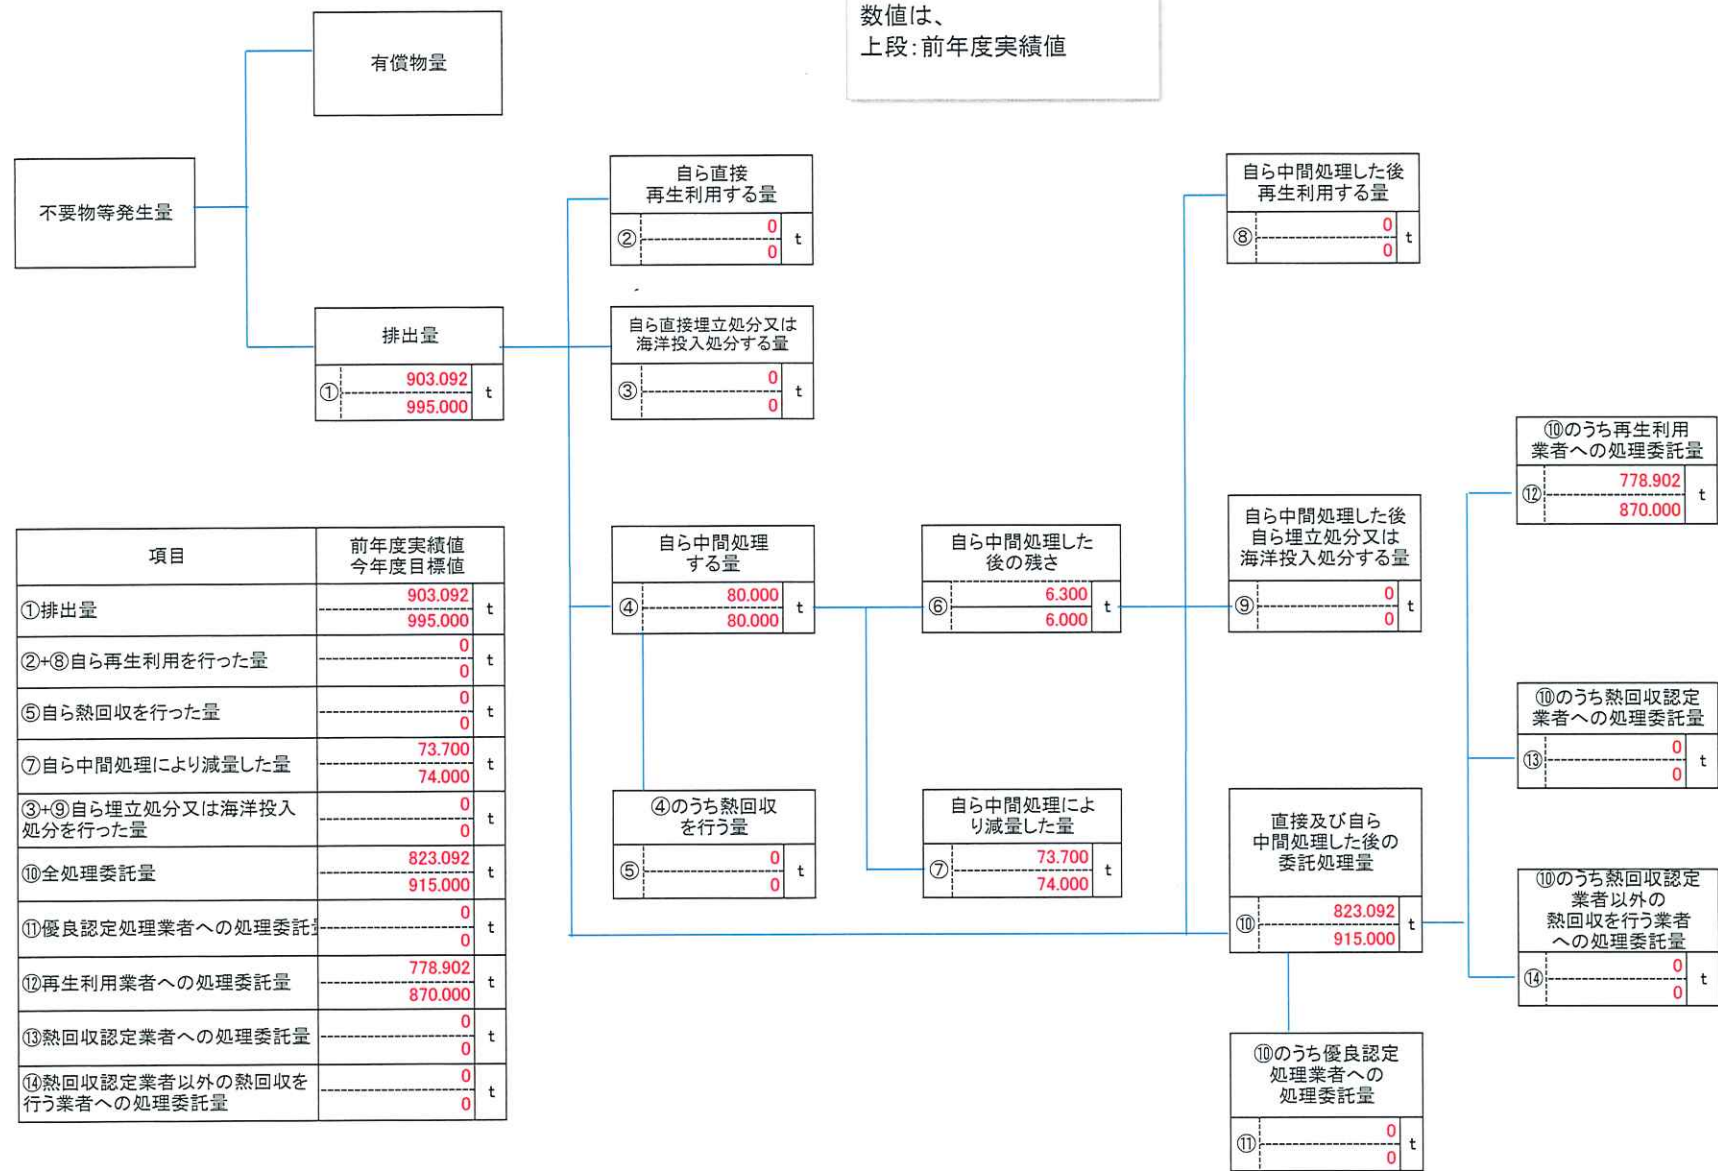 数値は、
上段:前年度実績値
有償物量
不要物等発生量
自ら直接
再生利用する量
② 0 t
0
自ら中間処理した後
再生利用する量
⑧ 0 t
0
排出量
① 903.092 t
995.000
自ら直接埋立処分又は
海洋投入処分する量
③ 0 t
0
⑩のうち再生利用
業者への処理委託量
⑫ 778.902 t
870.000
自ら中間処理
する量
④ 80.000 t
80.000
自ら中間処理した
後の残さ
⑥ 6.300 t
6.000
自ら中間処理した後
自ら埋立処分又は
海洋投入処分する量
⑨ 0 t
0
⑩のうち熱回収認定
業者への処理委託量
⑬ 0 t
0
④のうち熱回収
を行う量
⑤ 0 t
0
自ら中間処理によ
り減量した量
⑦ 73.700 t
74.000
直接及び自ら
中間処理した後の
委託処理量
⑩ 823.092 t
915.000
⑩のうち熱回収認定
業者以外の
熱回収を行う業者
への処理委託量
⑭ 0 t
0
⑩のうち優良認定
処理業者への
処理委託量
⑪ 0 t
0
項目 前年度実績値
今年度目標値
①排出量 903.092 t
995.000
②+⑧自ら再生利用を行った量 0 t
0
⑤自ら熱回収を行った量 0 t
0
⑦自ら中間処理により減量した量 73.700 t
74.000
③+⑨自ら埋立処分又は海洋投入
処分を行った量 0 t
0
⑩全処理委託量 823.092 t
915.000
⑪優良認定処理業者への処理委託 0 t
0
⑫再生利用業者への処理委託量 778.902 t
870.000
⑬熱回収認定業者への処理委託量 0 t
0
⑭熱回収認定業者以外の熱回収を
行う業者への処理委託量 0 t
0